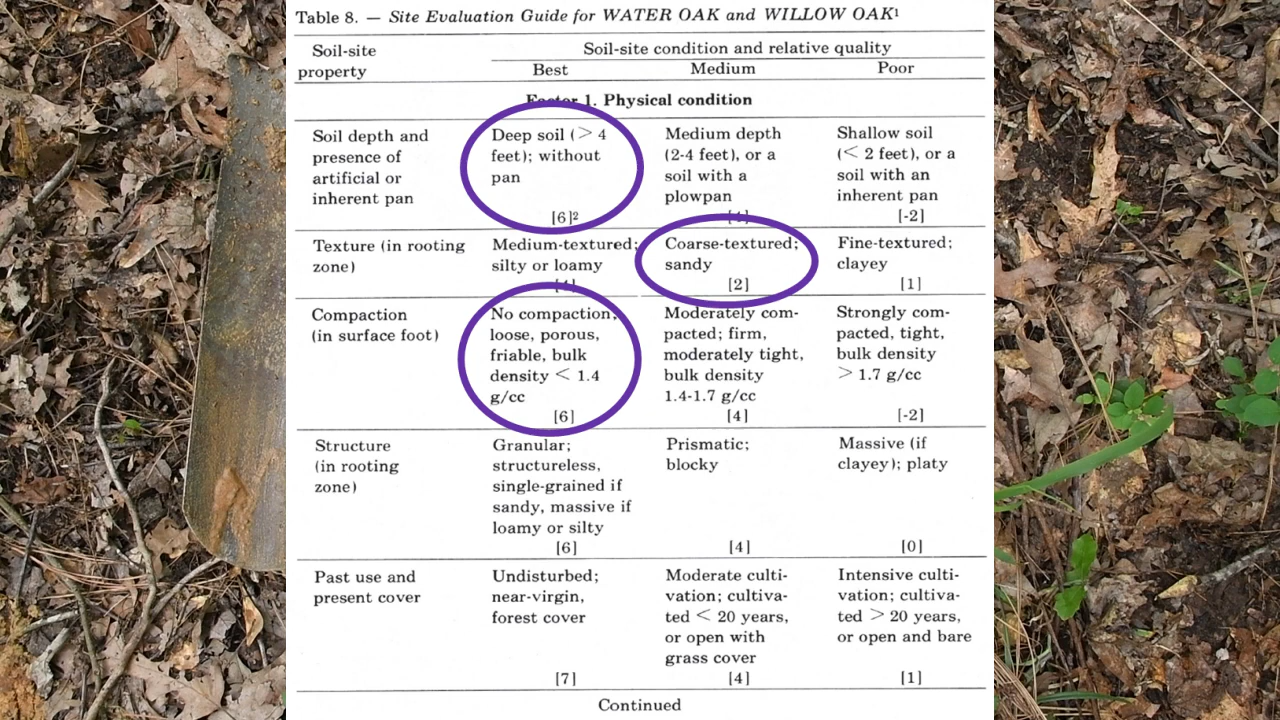 Table 8. — Site Evaluation Guide for WATER OAK and WILLOW OAK¹
Soil-site property
Soil-site condition and relative quality
Best Medium Poor
Factor 1. Physical condition
Soil depth and
presence of
artificial or
inherent pan
Deep soil (> 4
feet); without
pan
[6]²
Medium depth
(2-4 feet), or a
soil with a
plowpan
[4]
Shallow soil
(< 2 feet), or a
soil with an
inherent pan
[-2]
Texture (in rooting
zone)
Medium-textured;
silty or loamy
[4]
Coarse-textured;
sandy
[2]
Fine-textured;
clayey
[1]
Compaction
(in surface foot)
No compaction,
loose, porous,
friable, bulk
density < 1.4
g/cc
[6]
Moderately com-
pacted; firm,
moderately tight,
bulk density
1.4-1.7 g/cc
[4]
Strongly com-
pacted, tight,
bulk density
> 1.7 g/cc
[-2]
Structure
(in rooting
zone)
Granular;
structureless,
single-grained if
sandy, massive if
loamy or silty
[6]
Prismatic;
blocky
[4]
Massive (if
clayey); platy
[0]
Past use and
present cover
Undisturbed;
near-virgin,
forest cover
[7]
Moderate culti-
vation; cultiva-
ted < 20 years,
or open with
grass cover
[4]
Intensive culti-
vation; cultiva-
ted > 20 years,
or open and bare
[1]
Continued